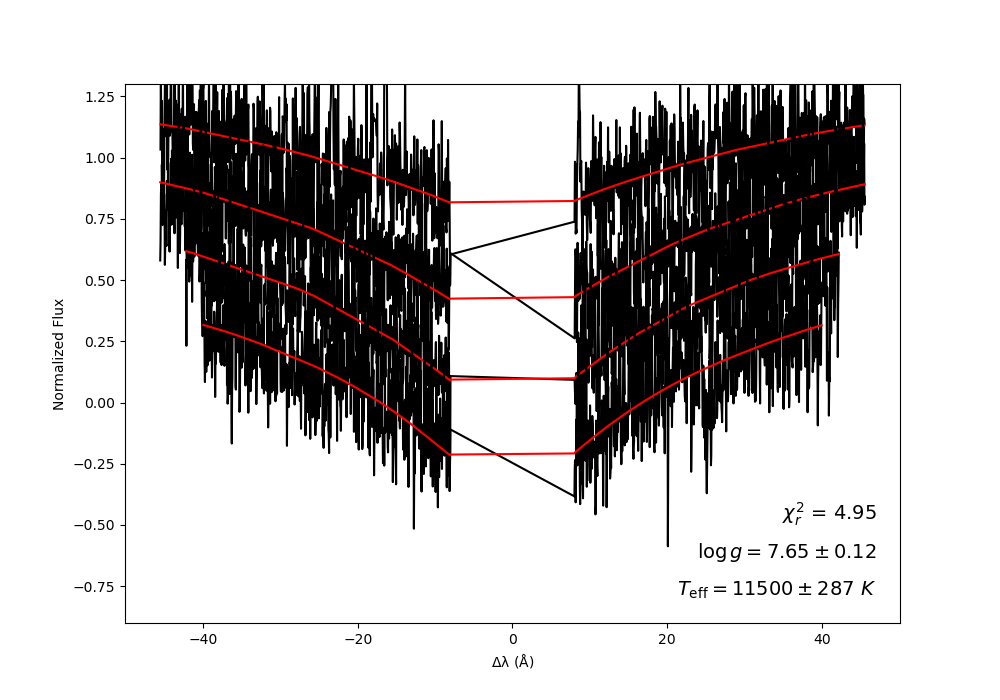 1.25
1.00
0.75
0.50
0.25
0.00
−0.25
−0.50
−0.75
Normalized Flux
χ²ᵣ = 4.95
log g = 7.65 ± 0.12
T_eff = 11500 ± 287 K
−40
−20
0
20
40
Δλ (Å)